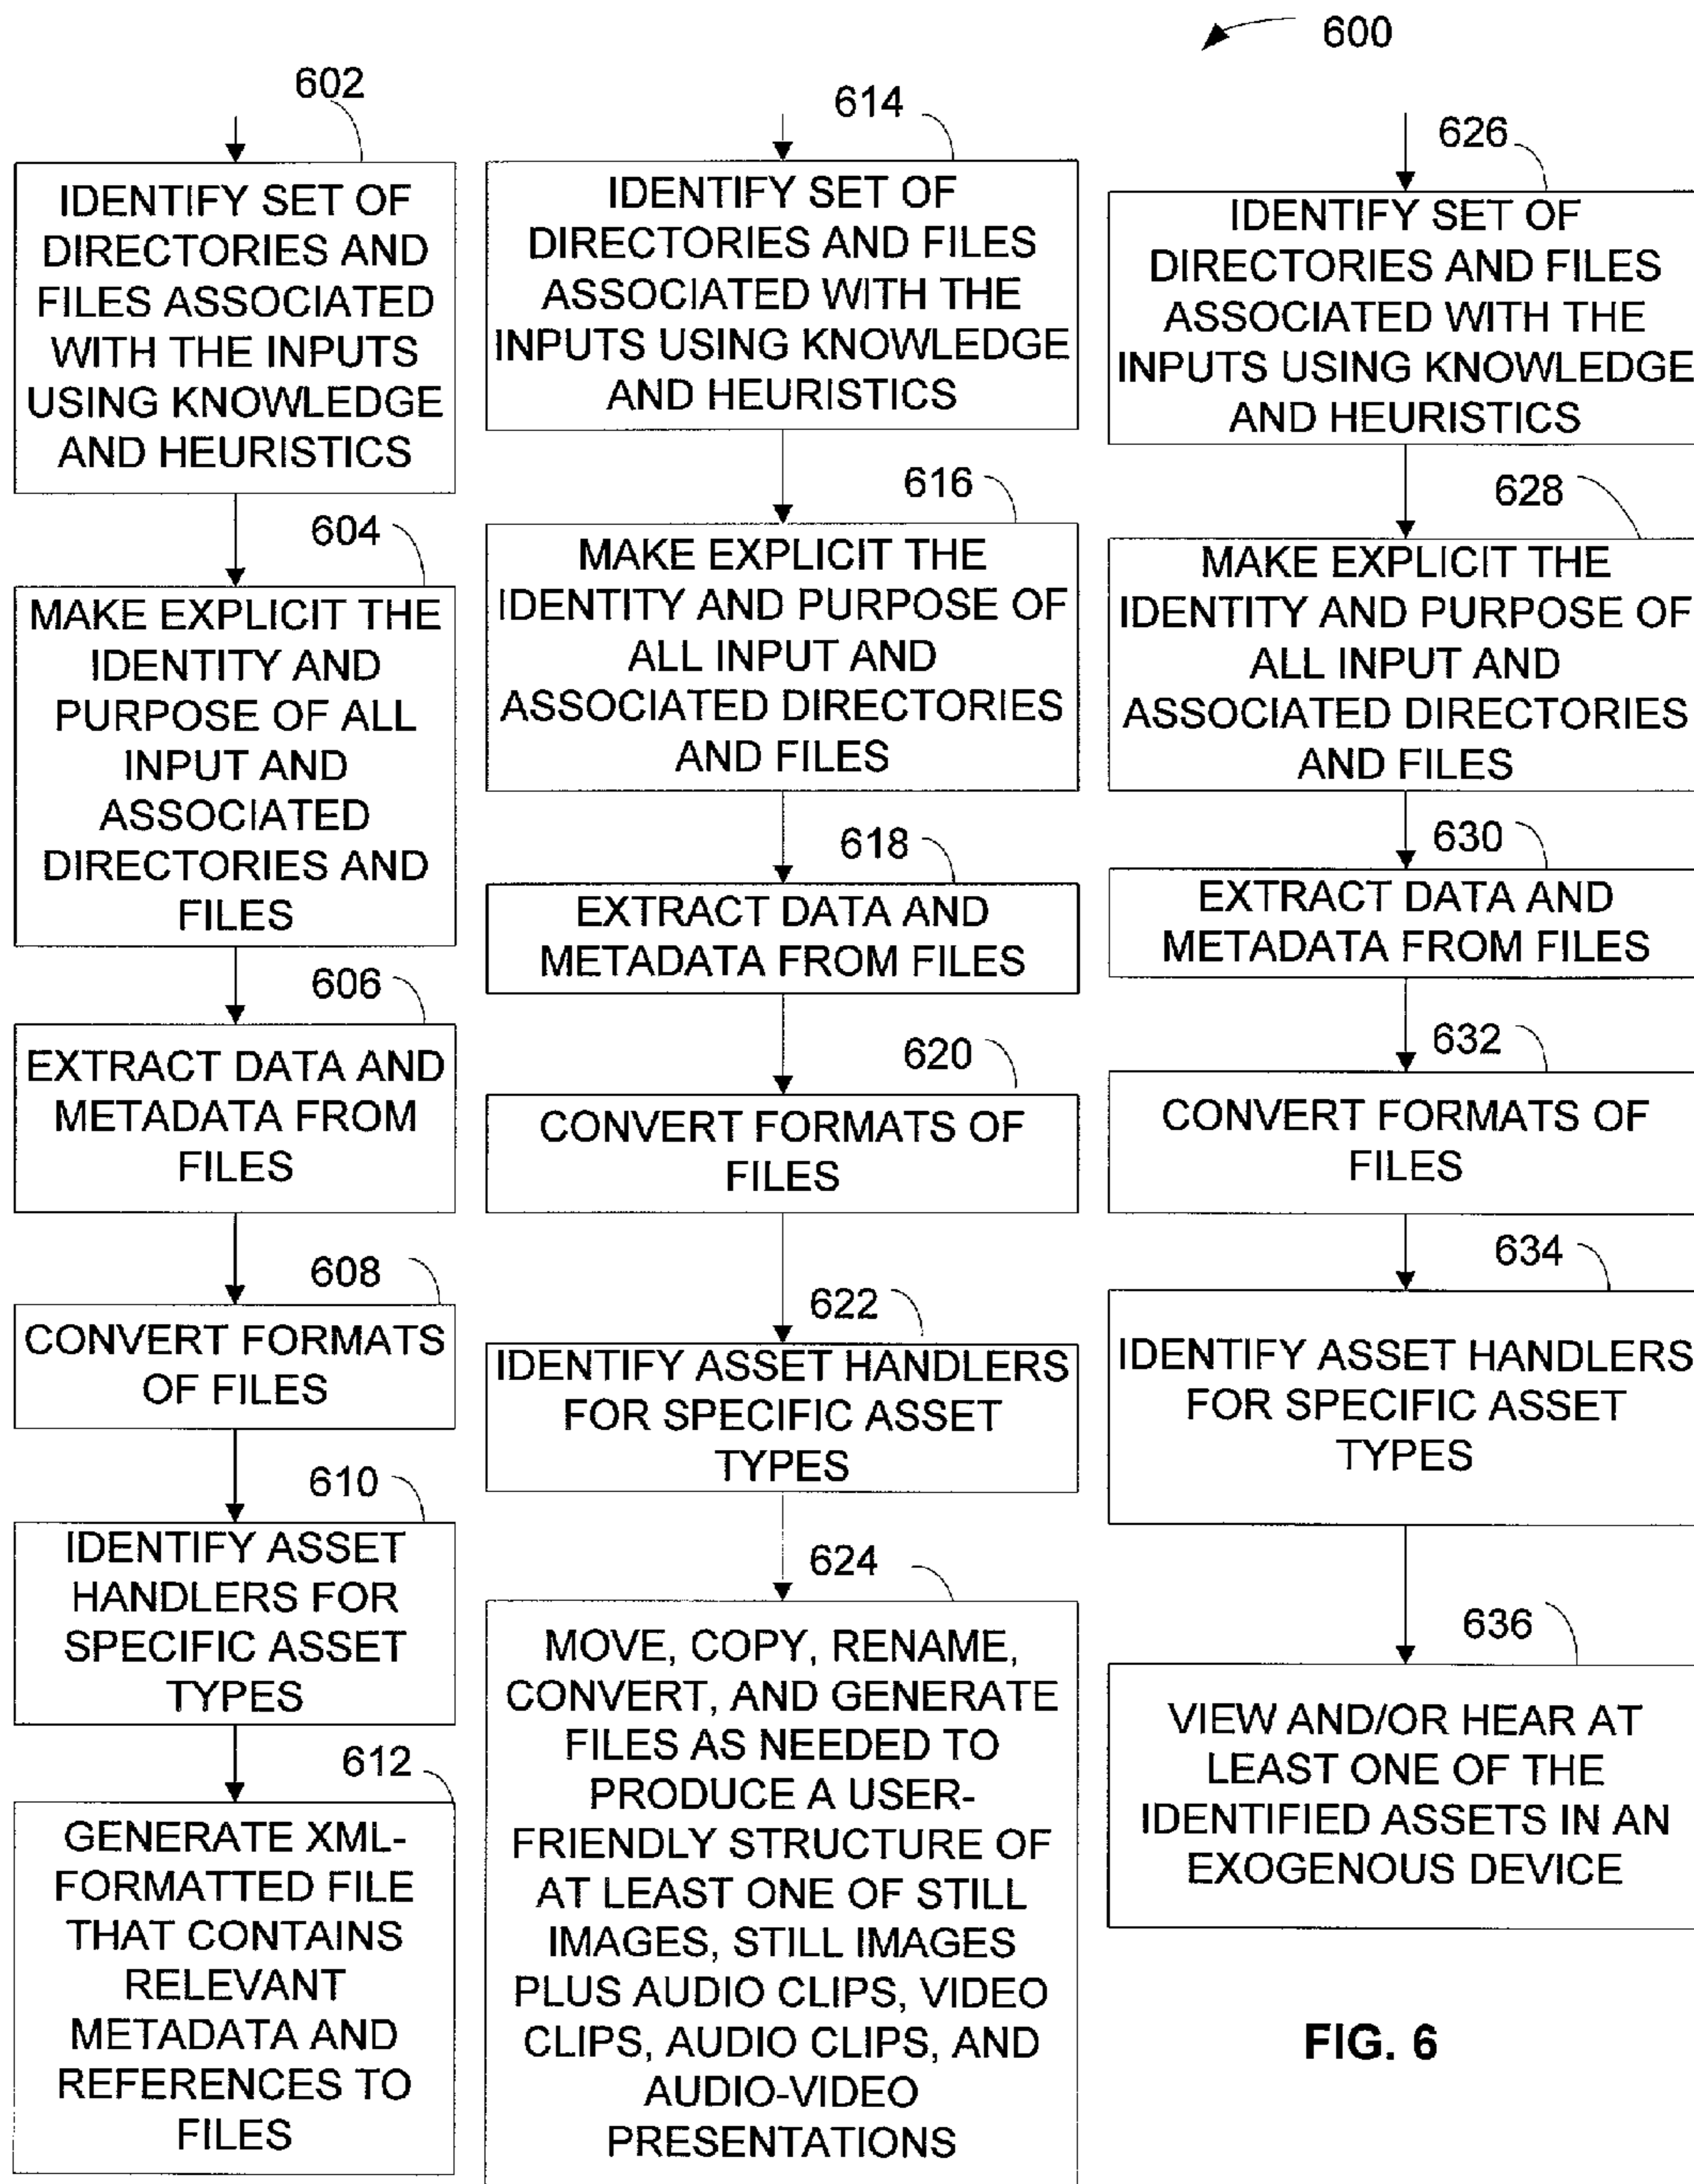 600
602
IDENTIFY SET OF
DIRECTORIES AND
FILES ASSOCIATED
WITH THE INPUTS
USING KNOWLEDGE
AND HEURISTICS
604
MAKE EXPLICIT THE
IDENTITY AND
PURPOSE OF ALL
INPUT AND
ASSOCIATED
DIRECTORIES AND
FILES
606
EXTRACT DATA AND
METADATA FROM
FILES
608
CONVERT FORMATS
OF FILES
610
IDENTIFY ASSET
HANDLERS FOR
SPECIFIC ASSET
TYPES
612
GENERATE XML-
FORMATTED FILE
THAT CONTAINS
RELEVANT
METADATA AND
REFERENCES TO
FILES
614
IDENTIFY SET OF
DIRECTORIES AND FILES
ASSOCIATED WITH THE
INPUTS USING KNOWLEDGE
AND HEURISTICS
616
MAKE EXPLICIT THE
IDENTITY AND PURPOSE OF
ALL INPUT AND
ASSOCIATED DIRECTORIES
AND FILES
618
EXTRACT DATA AND
METADATA FROM FILES
620
CONVERT FORMATS OF
FILES
622
IDENTIFY ASSET HANDLERS
FOR SPECIFIC ASSET
TYPES
624
MOVE, COPY, RENAME,
CONVERT, AND GENERATE
FILES AS NEEDED TO
PRODUCE A USER-
FRIENDLY STRUCTURE OF
AT LEAST ONE OF STILL
IMAGES, STILL IMAGES
PLUS AUDIO CLIPS, VIDEO
CLIPS, AUDIO CLIPS, AND
AUDIO-VIDEO
PRESENTATIONS
626
IDENTIFY SET OF
DIRECTORIES AND FILES
ASSOCIATED WITH THE
INPUTS USING KNOWLEDGE
AND HEURISTICS
628
MAKE EXPLICIT THE
IDENTITY AND PURPOSE OF
ALL INPUT AND
ASSOCIATED DIRECTORIES
AND FILES
630
EXTRACT DATA AND
METADATA FROM FILES
632
CONVERT FORMATS OF
FILES
634
IDENTIFY ASSET HANDLERS
FOR SPECIFIC ASSET
TYPES
636
VIEW AND/OR HEAR AT
LEAST ONE OF THE
IDENTIFIED ASSETS IN AN
EXOGENOUS DEVICE
FIG. 6